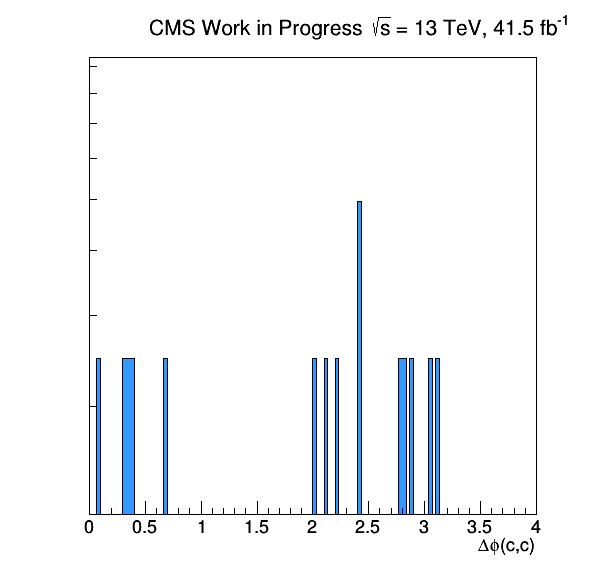 CMS Work in Progress √s = 13 TeV, 41.5 fb⁻¹
0 0.5 1 1.5 2 2.5 3 3.5 4
Δϕ(c,c)